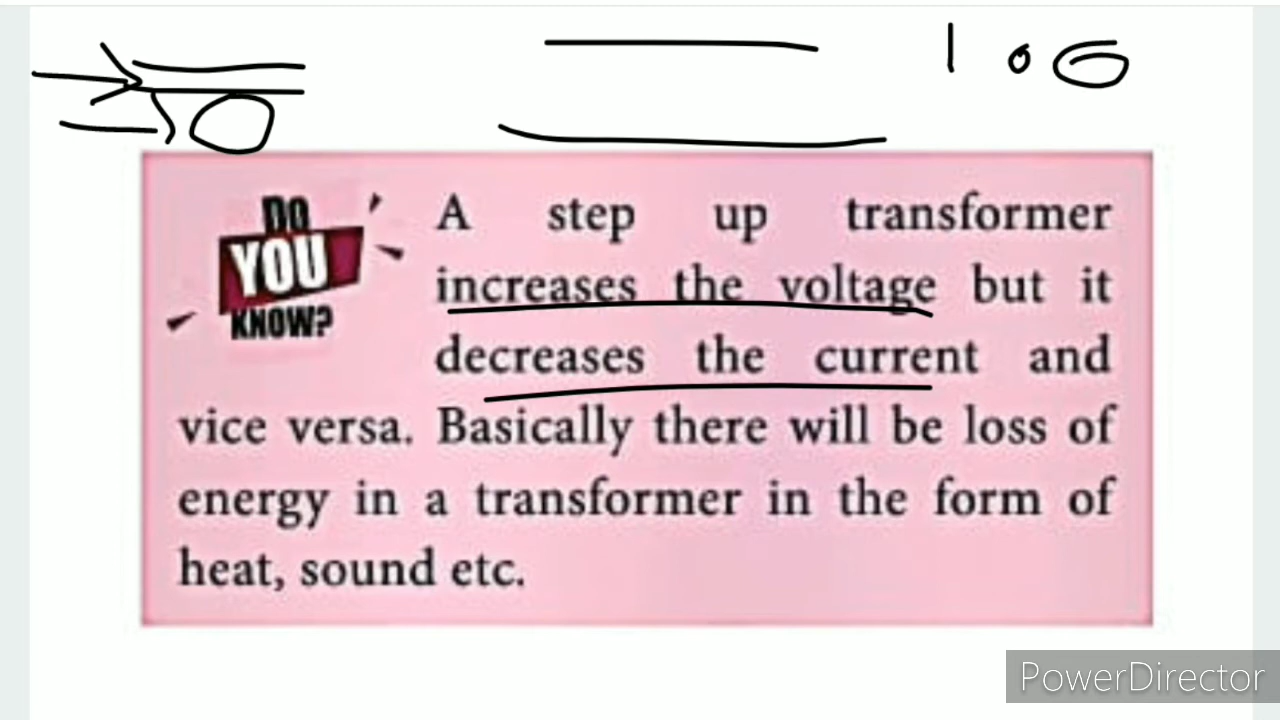 DO
YOU
KNOW?
A step up transformer
increases the voltage but it
decreases the current and
vice versa. Basically there will be loss of
energy in a transformer in the form of
heat, sound etc.
PowerDirector